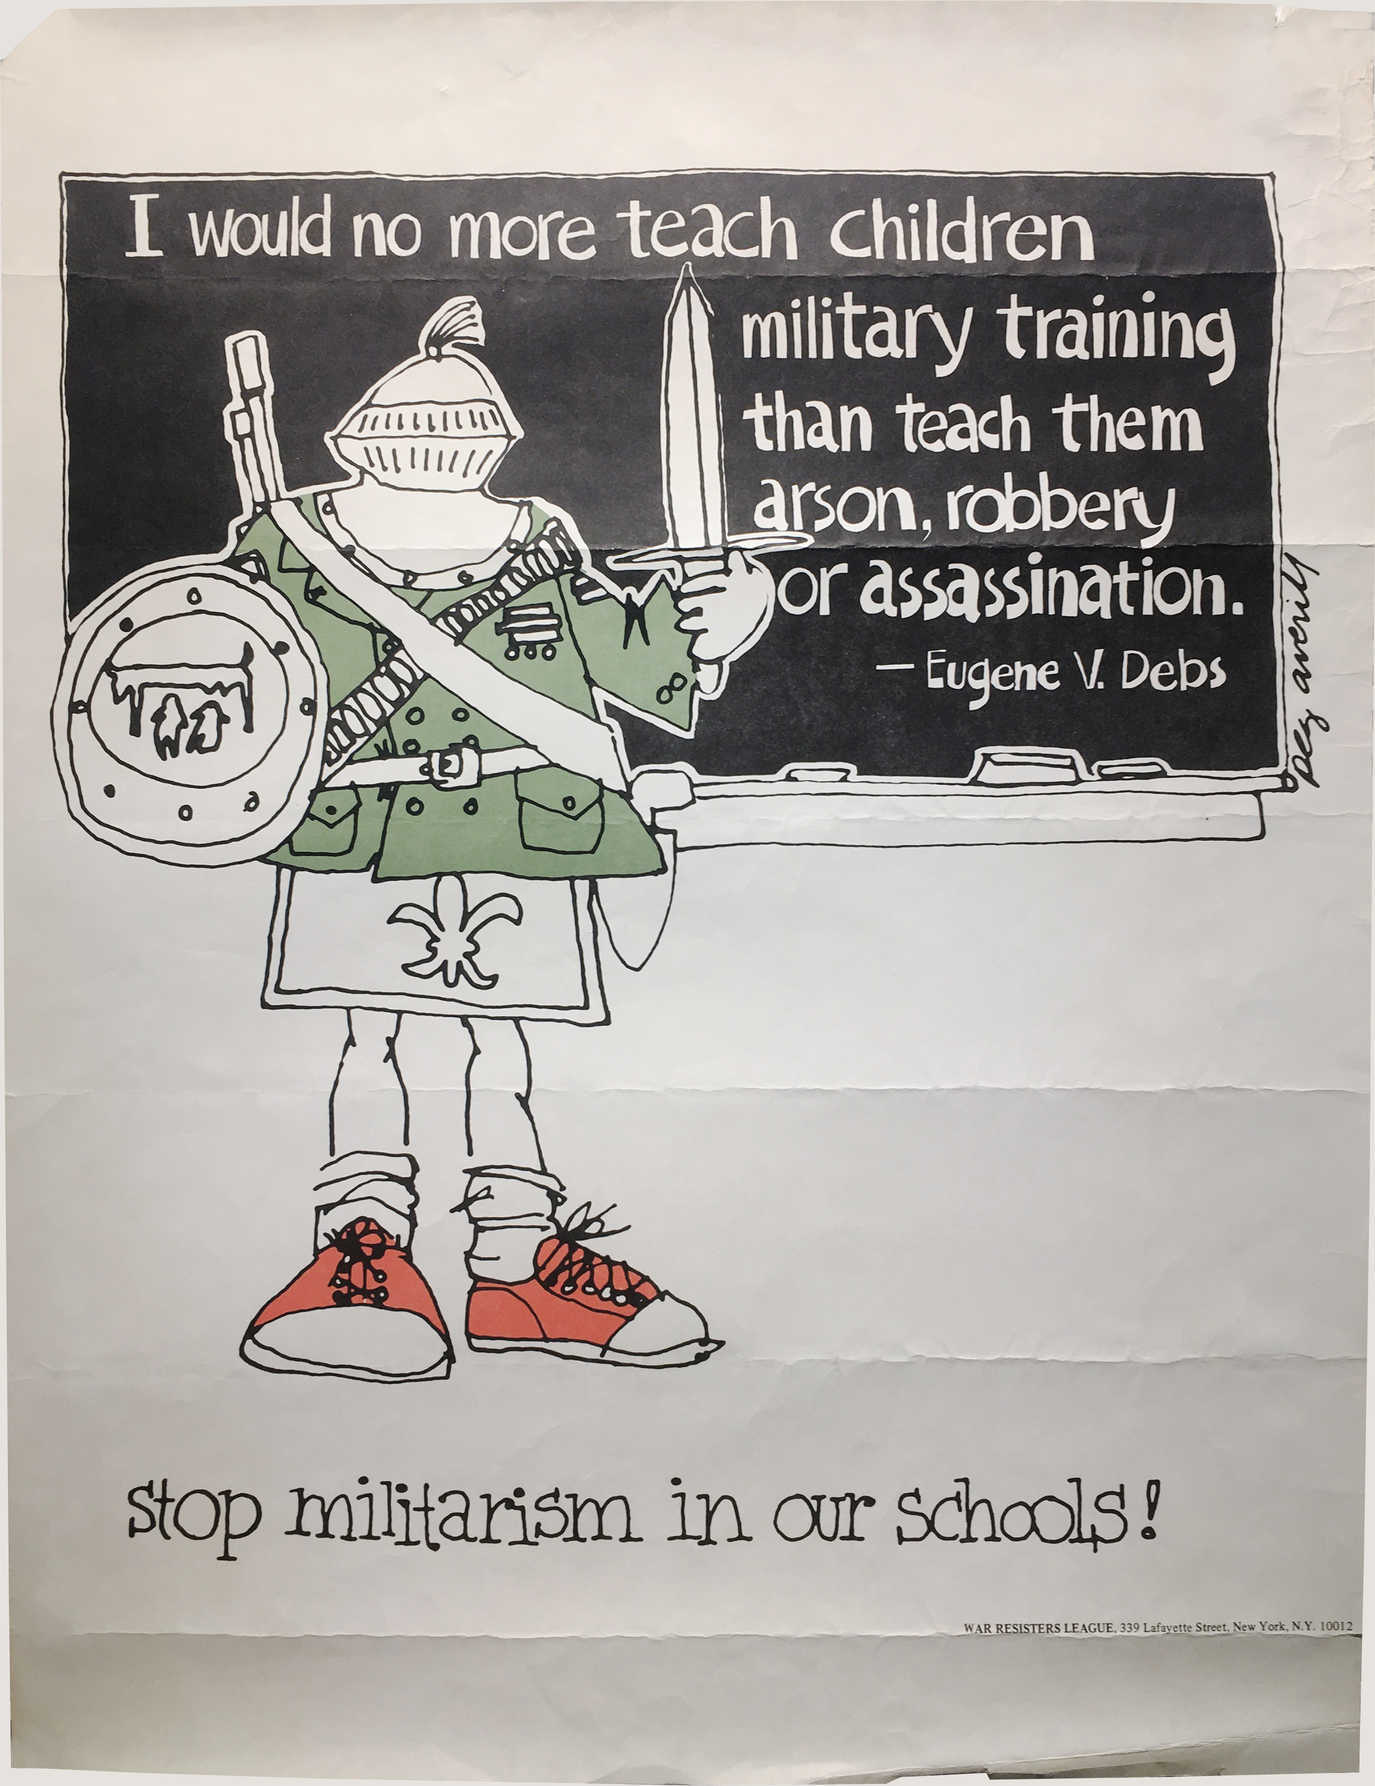 I would no more teach children
military training
than teach them
arson, robbery
or assassination.
– Eugene V. Debs
peg averill
stop militarism in our schools!
WAR RESISTERS LEAGUE, 339 Lafayette Street, New York, N.Y. 10012